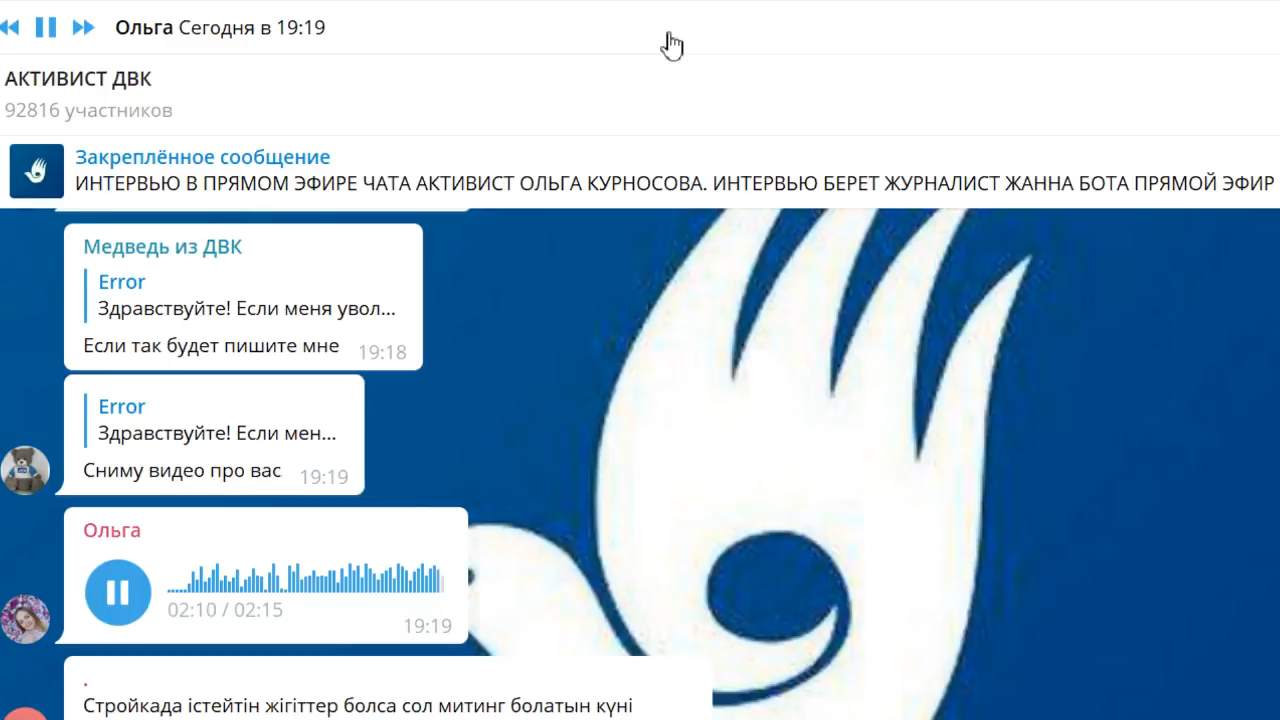 Ольга Сегодня в 19:19
АКТИВИСТ ДВК
92816 участников
Закреплённое сообщение
ИНТЕРВЬЮ В ПРЯМОМ ЭФИРЕ ЧАТА АКТИВИСТ ОЛЬГА КУРНОСОВА. ИНТЕРВЬЮ БЕРЕТ ЖУРНАЛИСТ ЖАННА БОТА ПРЯМОЙ ЭФИР
Медведь из ДВК
Error
Здравствуйте! Если меня увол...
Если так будет пишите мне 19:18
Error
Здравствуйте! Если мен...
Сниму видео про вас 19:19
Ольга
02:10 / 02:15
19:19
.
Стройкада істейтін жігіттер болса сол митинг болатын күні